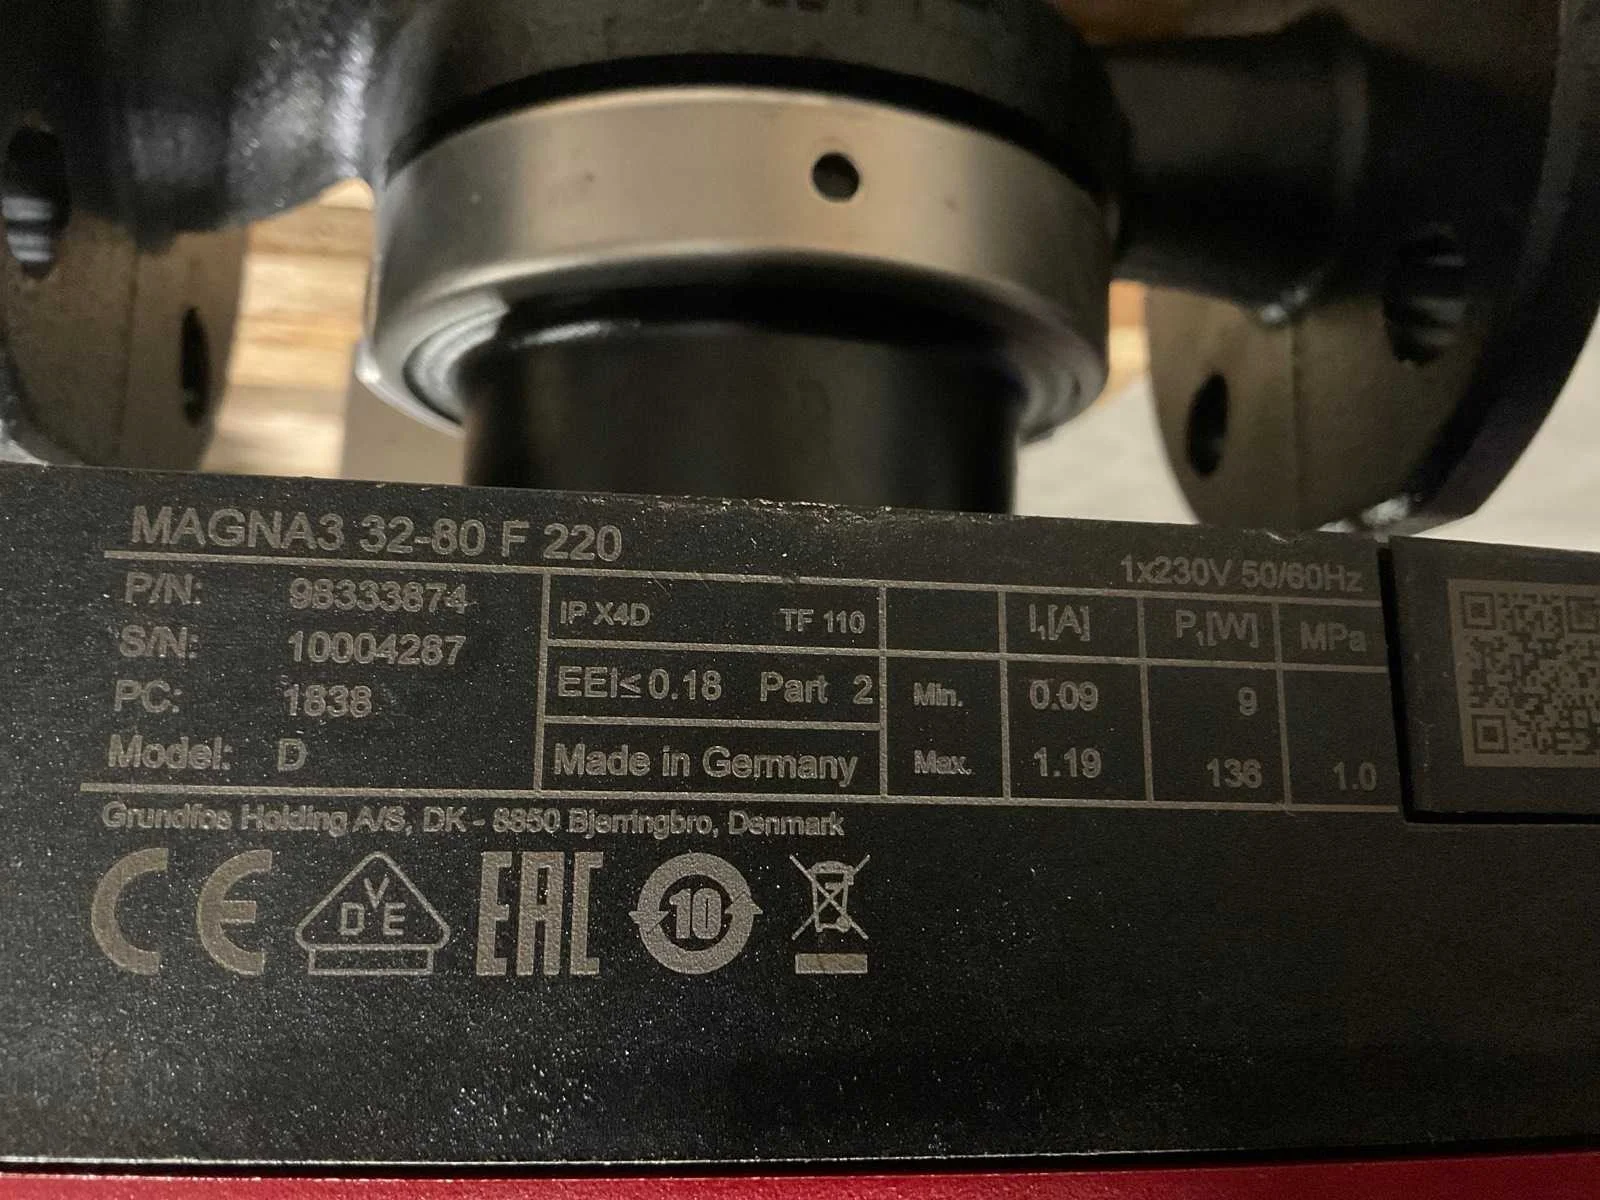 MAGNA3 32-80 F 220
1x230V 50/60Hz
P/N: 98333874
S/N: 10004287
PC: 1838
Model: D
IP X4D TF 110
EEI≤ 0.18 Part 2
Made in Germany
I₁[A] P₁[W] MPa
Min. 0.09 9
Max. 1.19 136 1.0
Grundfos Holding A/S, DK - 8850 Bjerringbro, Denmark
CE VDE EAC 10